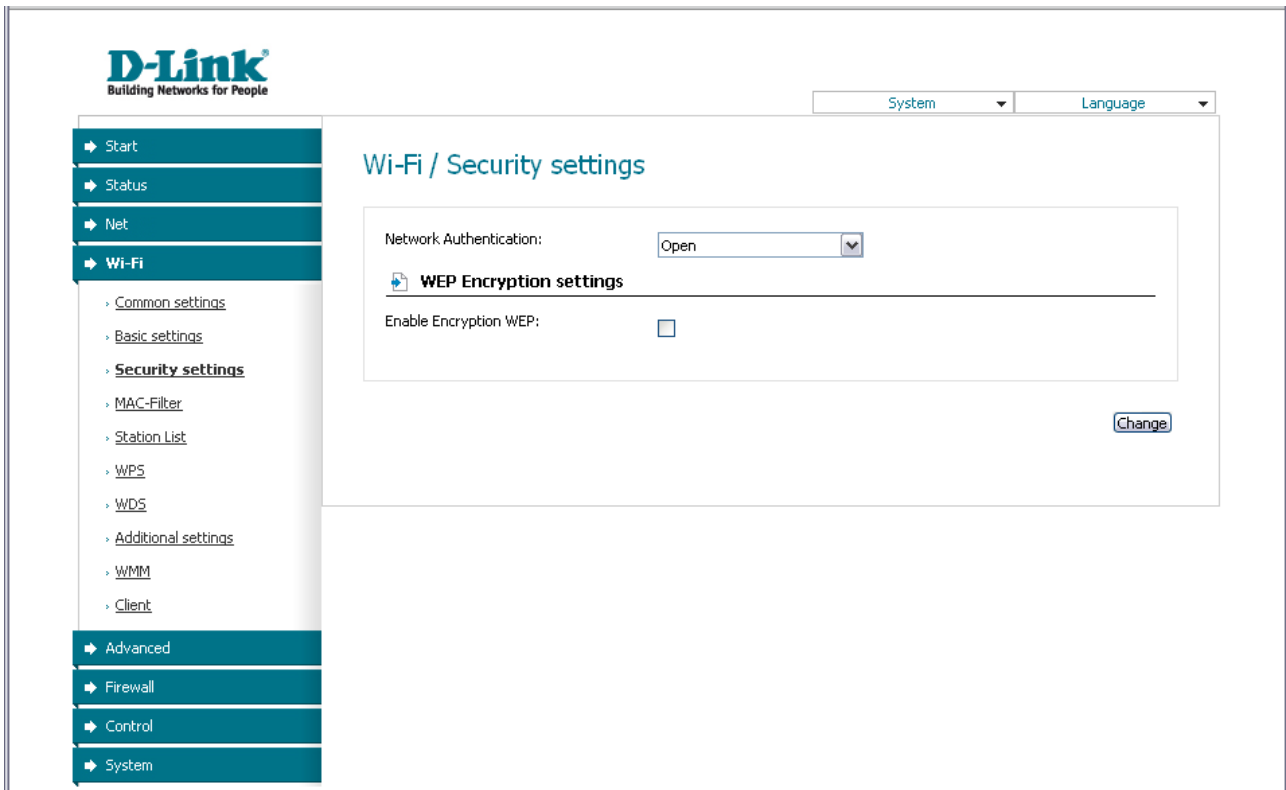 D-Link
Building Networks for People
System
Language
Start
Status
Net
Wi-Fi
Common settings
Basic settings
Security settings
MAC-Filter
Station List
WPS
WDS
Additional settings
WMM
Client
Advanced
Firewall
Control
System
Wi-Fi / Security settings
Network Authentication:
Open
WEP Encryption settings
Enable Encryption WEP:
Change